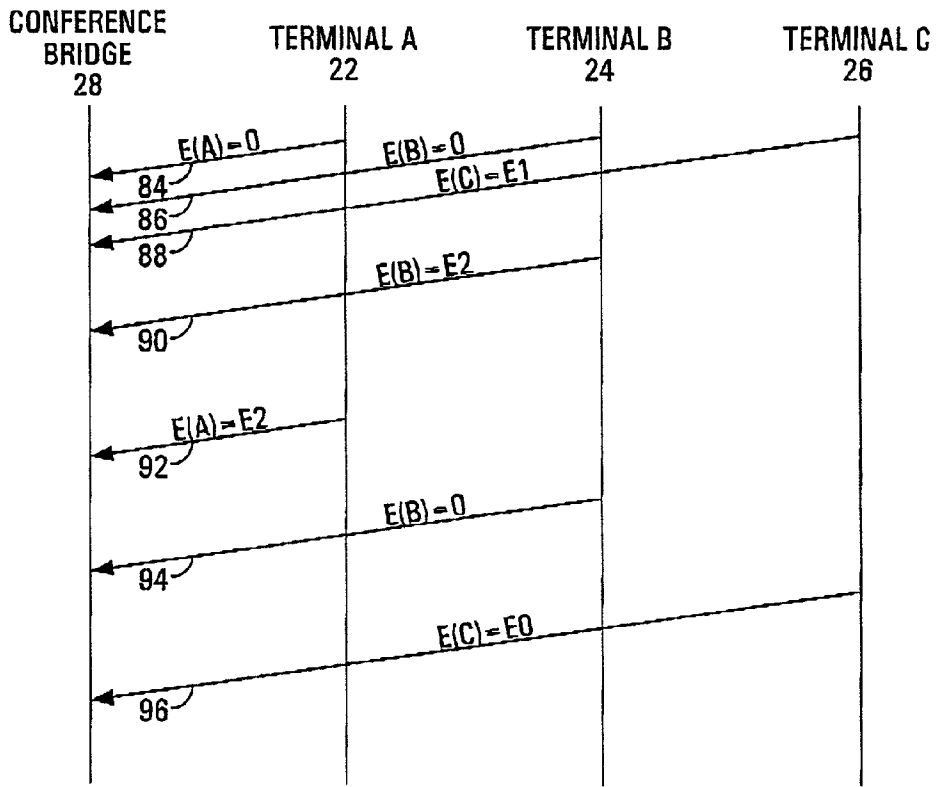 CONFERENCE
BRIDGE
28
TERMINAL A
22
TERMINAL B
24
TERMINAL C
26
E(A)=0
84
E(B)=0
86
E(C)=E1
88
E(B)=E2
90
E(A)=E2
92
E(B)=0
94
E(C)=E0
96